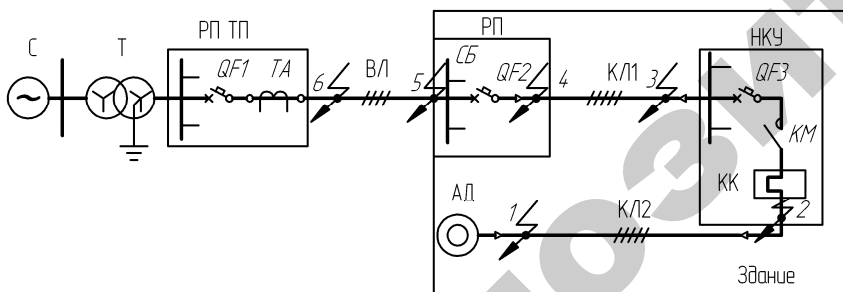 РП
РП ТП
НКУ
С
Т
QF1
ТА
6
ВЛ
5
СБ
QF2
4
КЛ1
3
QF3
КМ
КК
АД
1
КЛ2
2
Здание